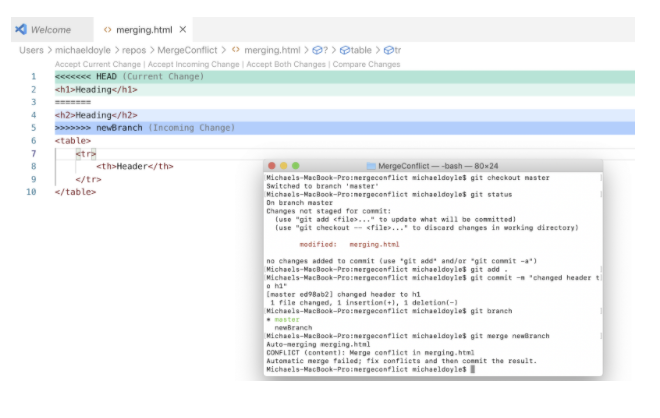 Welcome
<> merging.html ×
Users > michaeldoyle > repos > MergeConflict > <> merging.html > ? > table > tr
Accept Current Change | Accept Incoming Change | Accept Both Changes | Compare Changes
1 <<<<<<< HEAD (Current Change)
2 <h1>Heading</h1>
3 =======
4 <h2>Heading</h2>
5 >>>>>>> newBranch (Incoming Change)
6 <table>
7 <tr>
8 <th>Header</th>
9 </tr>
10 </table>
MergeConflict — -bash — 80×24
Michaels-MacBook-Pro:mergeconflict michaeldoyle$ git checkout master
Switched to branch 'master'
Michaels-MacBook-Pro:mergeconflict michaeldoyle$ git status
On branch master
Changes not staged for commit:
(use "git add <file>..." to update what will be committed)
(use "git checkout -- <file>..." to discard changes in working directory)
modified: merging.html
no changes added to commit (use "git add" and/or "git commit -a")
Michaels-MacBook-Pro:mergeconflict michaeldoyle$ git add .
Michaels-MacBook-Pro:mergeconflict michaeldoyle$ git commit -m "changed header t
o h1"
[master ed98ab2] changed header to h1
1 file changed, 1 insertion(+), 1 deletion(-)
Michaels-MacBook-Pro:mergeconflict michaeldoyle$ git branch
* master
newBranch
Michaels-MacBook-Pro:mergeconflict michaeldoyle$ git merge newBranch
Auto-merging merging.html
CONFLICT (content): Merge conflict in merging.html
Automatic merge failed; fix conflicts and then commit the result.
Michaels-MacBook-Pro:mergeconflict michaeldoyle$